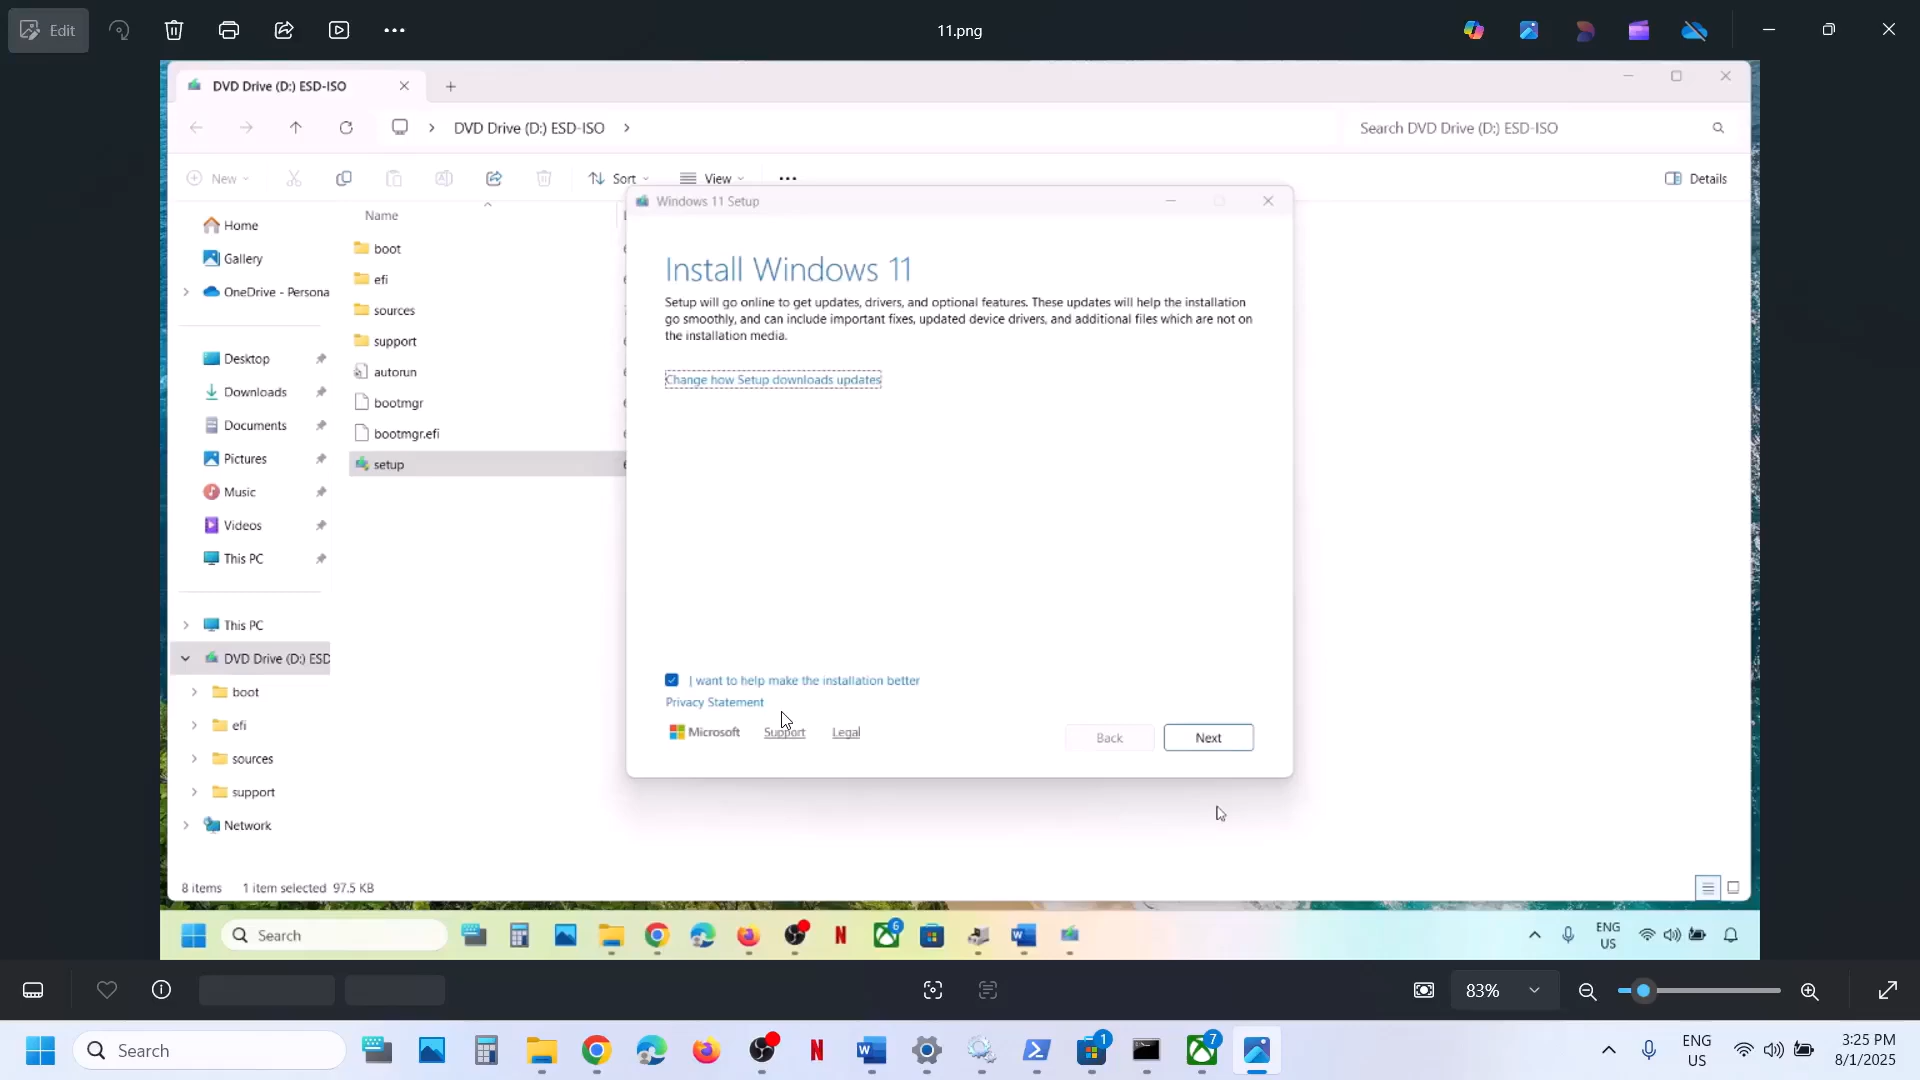 Edit
11.png
DVD Drive (D:) ESD-ISO
DVD Drive (D:) ESD-ISO
Search DVD Drive (D:) ESD-ISO
New
Sort
View
Details
Name
Home
Gallery
OneDrive - Persona
Desktop
Downloads
Documents
Pictures
Music
Videos
This PC
This PC
DVD Drive (D:) ESD
boot
efi
sources
support
Network
boot
efi
sources
support
autorun
bootmgr
bootmgr.efi
setup
Windows 11 Setup
Install Windows 11
Setup will go online to get updates, drivers, and optional features. These updates will help the installation
go smoothly, and can include important fixes, updated device drivers, and additional files which are not on
the installation media.
Change how Setup downloads updates
I want to help make the installation better
Privacy Statement
Microsoft Support Legal
Back Next
8 items 1 item selected 97.5 KB
Search
6
ENG
US
83%
Search
1
7
ENG
US
3:25 PM
8/1/2025